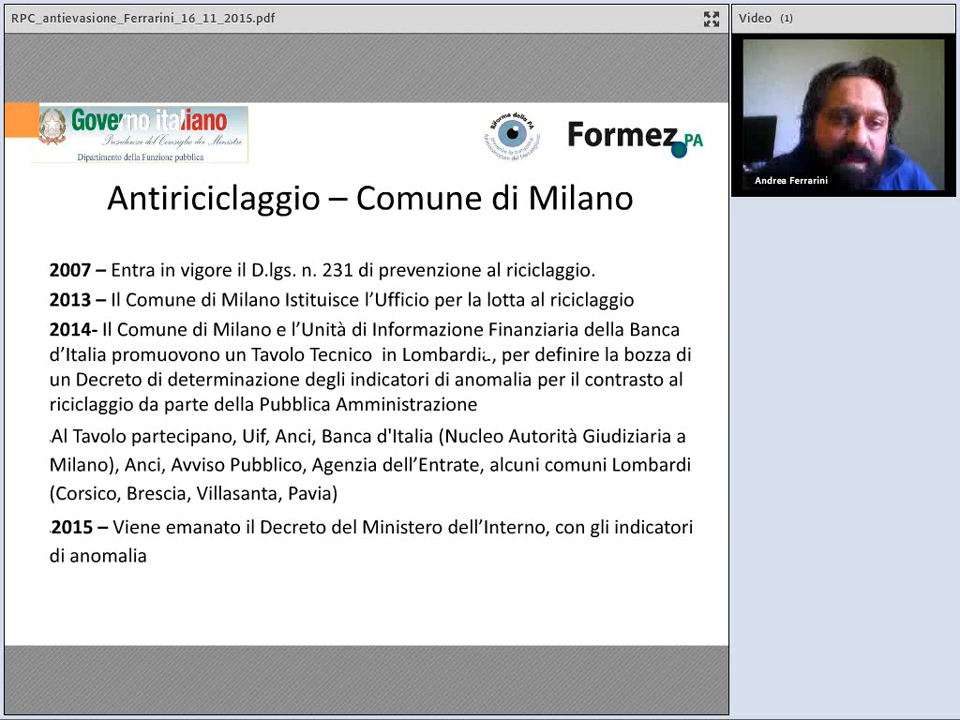 RPC_antievasione_Ferrarini_16_11_2015.pdf
Video (1)
Governo italiano
Presidenza del Consiglio dei Ministri
Dipartimento della Funzione pubblica
Riforme della PA
Formez PA
Andrea Ferrarini
Antiriciclaggio – Comune di Milano
2007 – Entra in vigore il D.lgs. n. 231 di prevenzione al riciclaggio.
2013 – Il Comune di Milano Istituisce l’Ufficio per la lotta al riciclaggio
2014- Il Comune di Milano e l’Unità di Informazione Finanziaria della Banca
d’Italia promuovono un Tavolo Tecnico in Lombardia, per definire la bozza di
un Decreto di determinazione degli indicatori di anomalia per il contrasto al
riciclaggio da parte della Pubblica Amministrazione
Al Tavolo partecipano, Uif, Anci, Banca d'Italia (Nucleo Autorità Giudiziaria a
Milano), Anci, Avviso Pubblico, Agenzia dell’Entrate, alcuni comuni Lombardi
(Corsico, Brescia, Villasanta, Pavia)
2015 – Viene emanato il Decreto del Ministero dell’Interno, con gli indicatori
di anomalia